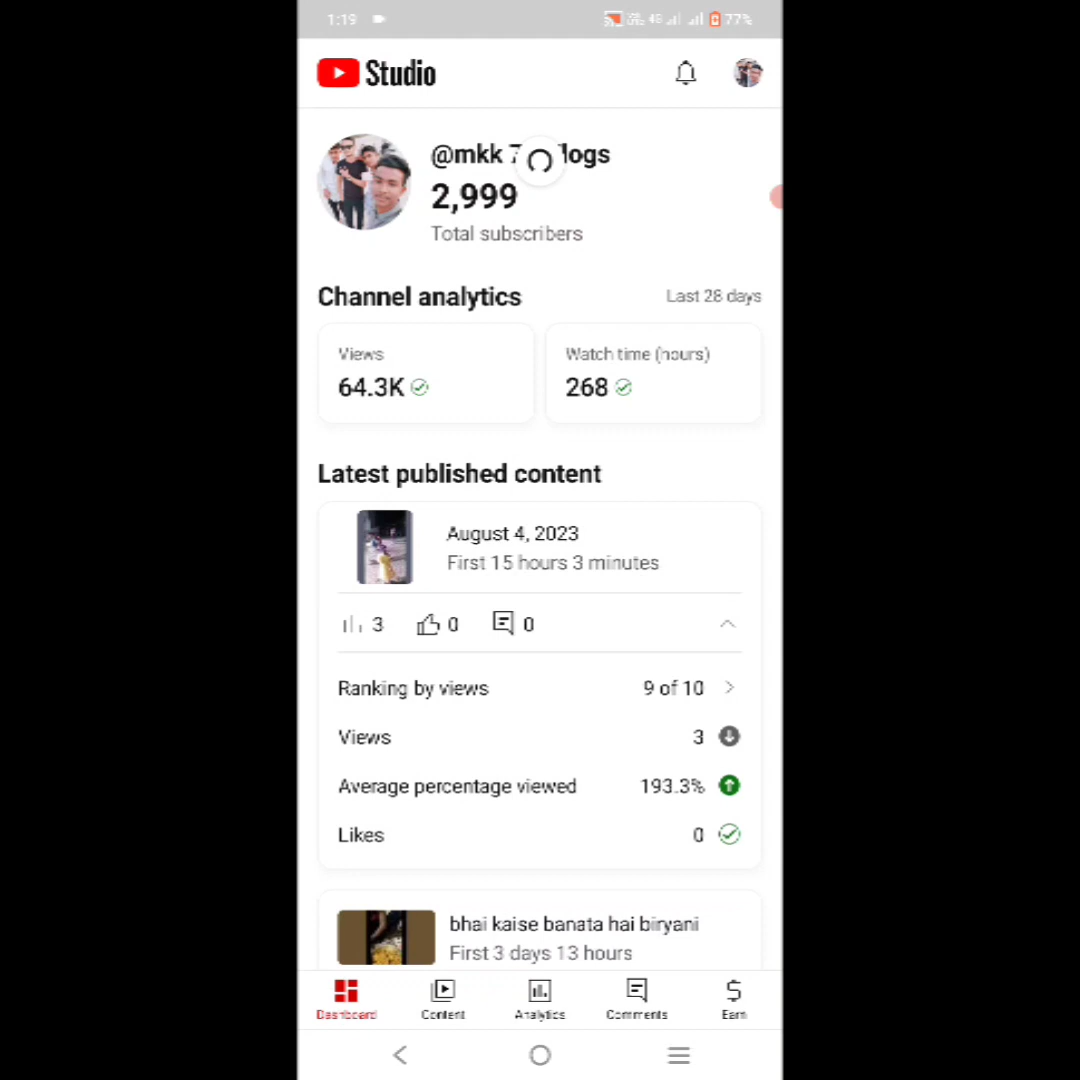 1:19 4G 77%
Studio
@mkk logs
2,999
Total subscribers
Channel analytics Last 28 days
Views Watch time (hours)
64.3K 268
Latest published content
August 4, 2023
First 15 hours 3 minutes
3 0 0
Ranking by views 9 of 10
Views 3
Average percentage viewed 193.3%
Likes 0
bhai kaise banata hai biryani
First 3 days 13 hours
Dashboard Content Analytics Comments Earn